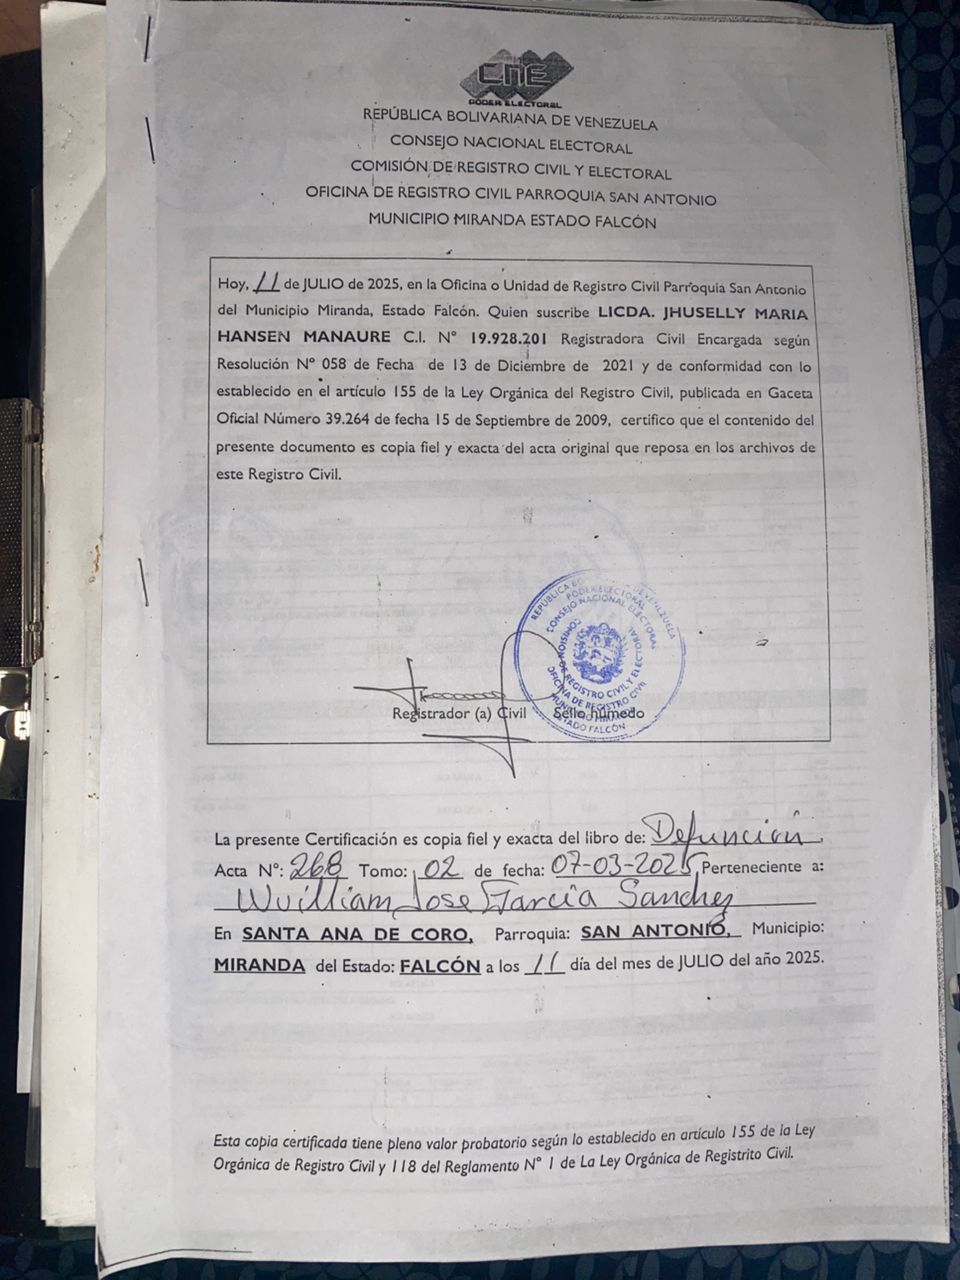 CNE
PODER ELECTORAL
REPÚBLICA BOLIVARIANA DE VENEZUELA
CONSEJO NACIONAL ELECTORAL
COMISIÓN DE REGISTRO CIVIL Y ELECTORAL
OFICINA DE REGISTRO CIVIL PARROQUIA SAN ANTONIO
MUNICIPIO MIRANDA ESTADO FALCÓN
Hoy, 11 de JULIO de 2025, en la Oficina o Unidad de Registro Civil Parroquia San Antonio
del Municipio Miranda, Estado Falcón. Quien suscribe LICDA. JHUSELLY MARIA
HANSEN MANAURE C.I. N° 19.928.201 Registradora Civil Encargada según
Resolución N° 058 de Fecha de 13 de Diciembre de 2021 y de conformidad con lo
establecido en el artículo 155 de la Ley Orgánica del Registro Civil, publicada en Gaceta
Oficial Número 39.264 de fecha 15 de Septiembre de 2009, certifico que el contenido del
presente documento es copia fiel y exacta del acta original que reposa en los archivos de
este Registro Civil.
REPÚBLICA BOLIVARIANA DE VENEZUELA
PODER ELECTORAL
CONSEJO NACIONAL ELECTORAL
COMISIÓN DE REGISTRO CIVIL Y ELECTORAL
OFICINA DE REGISTRO CIVIL
MUNICIPIO MIRANDA
ESTADO FALCÓN
Registrador (a) Civil Sello húmedo
La presente Certificación es copia fiel y exacta del libro de: Defunción
Acta N°: 268 Tomo: 02 de fecha: 07-03-2025 Perteneciente a:
Wuilliam Jose Garcia Sanchez
En SANTA ANA DE CORO, Parroquia: SAN ANTONIO, Municipio:
MIRANDA del Estado: FALCÓN a los 11 día del mes de JULIO del año 2025.
Esta copia certificada tiene pleno valor probatorio según lo establecido en artículo 155 de la Ley
Orgánica de Registro Civil y 118 del Reglamento N° 1 de La Ley Orgánica de Registrito Civil.